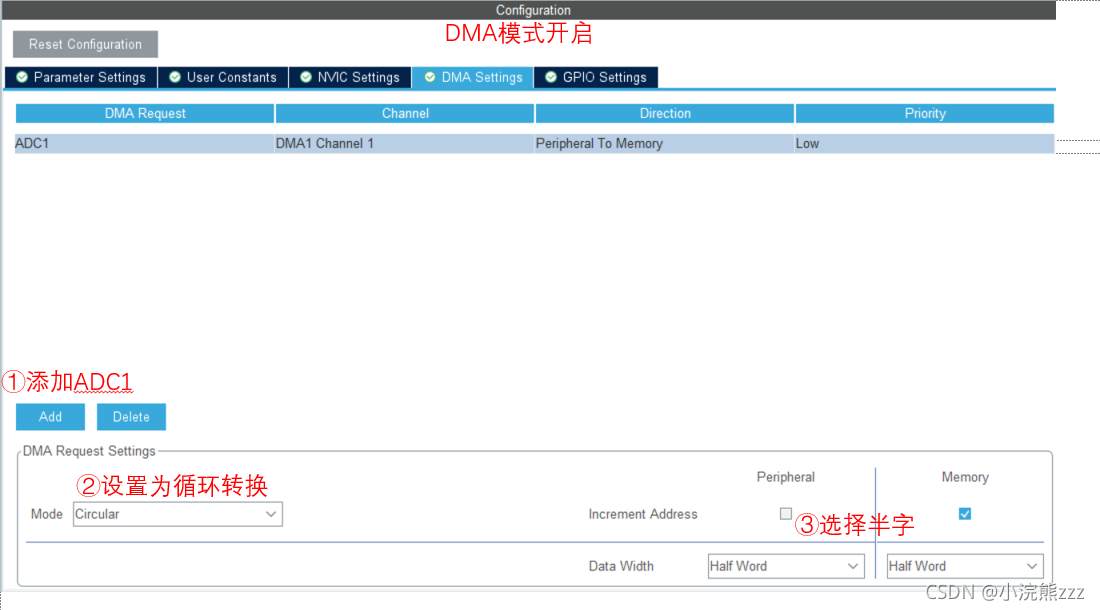 Configuration
DMA模式开启
Reset Configuration
Parameter Settings User Constants NVIC Settings DMA Settings GPIO Settings
DMA Request Channel Direction Priority
ADC1 DMA1 Channel 1 Peripheral To Memory Low
①添加ADC1
Add Delete
DMA Request Settings
Peripheral Memory
②设置为循环转换
Mode Circular Increment Address
③选择半字
Data Width Half Word Half Word
CSDN @小浣熊zzz